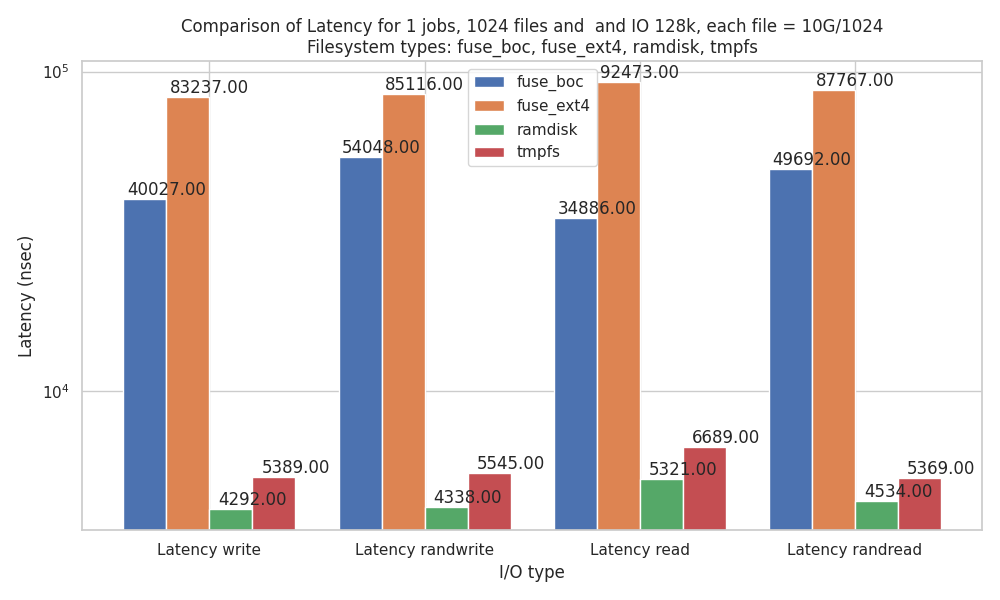 Comparison of Latency for 1 jobs, 1024 files and  and IO 128k, each file = 10G/1024
Filesystem types: fuse_boc, fuse_ext4, ramdisk, tmpfs
Latency (nsec)
10^5
10^4
fuse_boc
fuse_ext4
ramdisk
tmpfs
40027.00
83237.00
4292.00
5389.00
54048.00
85116.00
4338.00
5545.00
34886.00
92473.00
5321.00
6689.00
49692.00
87767.00
4534.00
5369.00
Latency write
Latency randwrite
Latency read
Latency randread
I/O type